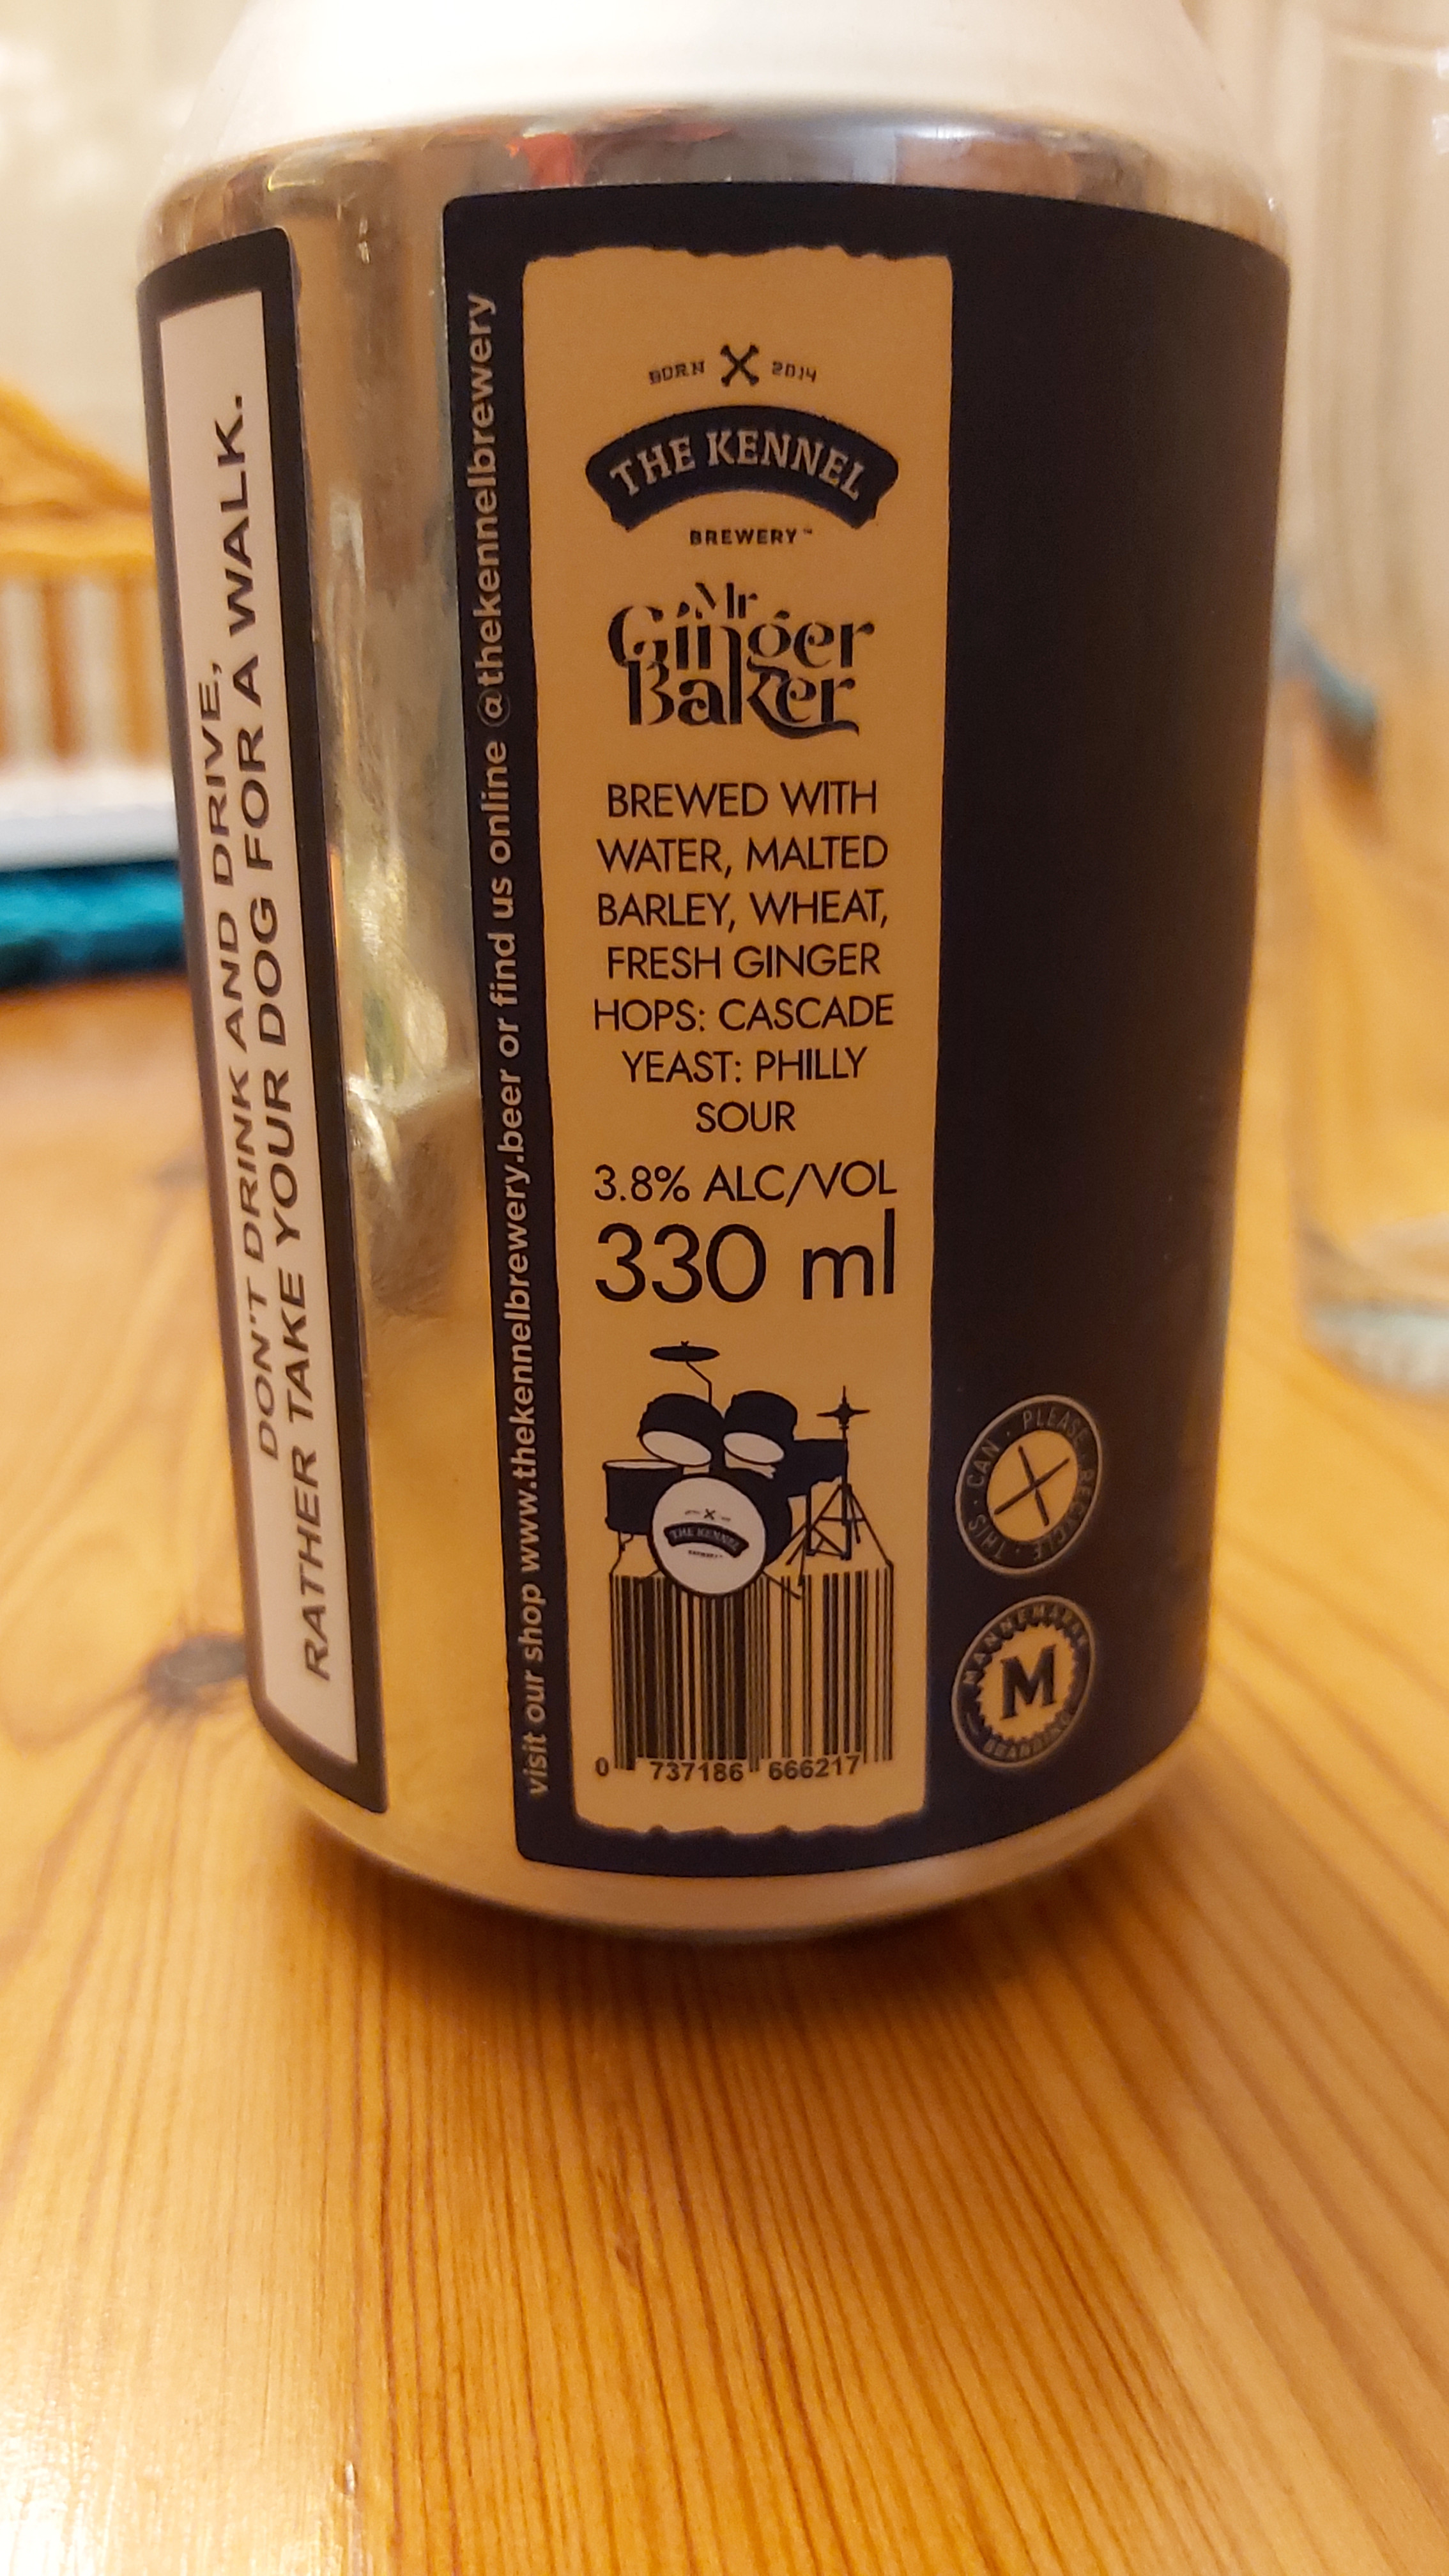 DON'T DRINK AND DRIVE,
RATHER TAKE YOUR DOG FOR A WALK.
visit our shop www.thekennelbrewery.beer or find us online @thekennelbrewery
BORN 2014
THE KENNEL
BREWERY™
Mr
Ginger
Baker
BREWED WITH
WATER, MALTED
BARLEY, WHEAT,
FRESH GINGER
HOPS: CASCADE
YEAST: PHILLY
SOUR
3.8% ALC/VOL
330 ml
THE KENNEL
BREWERY
0 737186 666217
PLEASE · RECYCLE · THIS · CAN
M